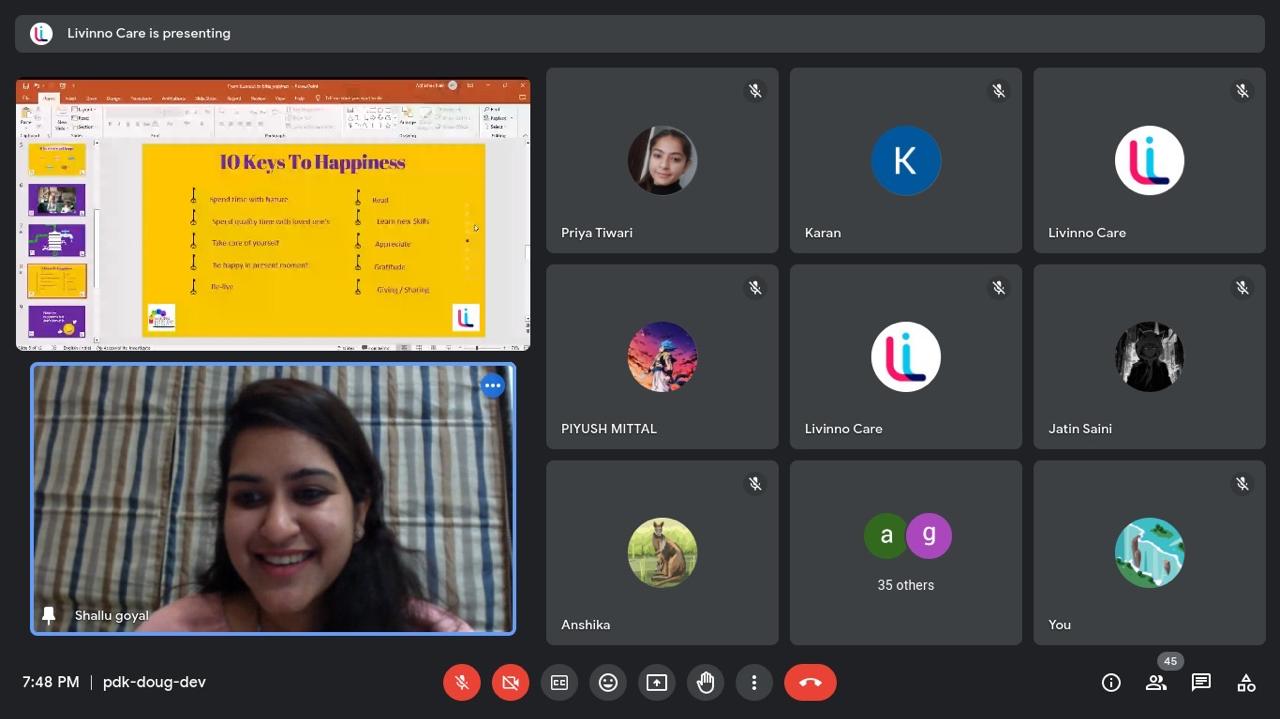 Livinno Care is presenting
10 Keys To Happiness
Spend time with Nature
Spend quality time with loved one's
Take care of yourself
Be happy in present moment
Re-live
Read
Learn new Skills
Appreciate
Gratitude
Giving / Sharing
Shallu goyal
Priya Tiwari
K
Karan
Livinno Care
PIYUSH MITTAL
Livinno Care
Jatin Saini
Anshika
a g
35 others
You
7:48 PM | pdk-doug-dev
45